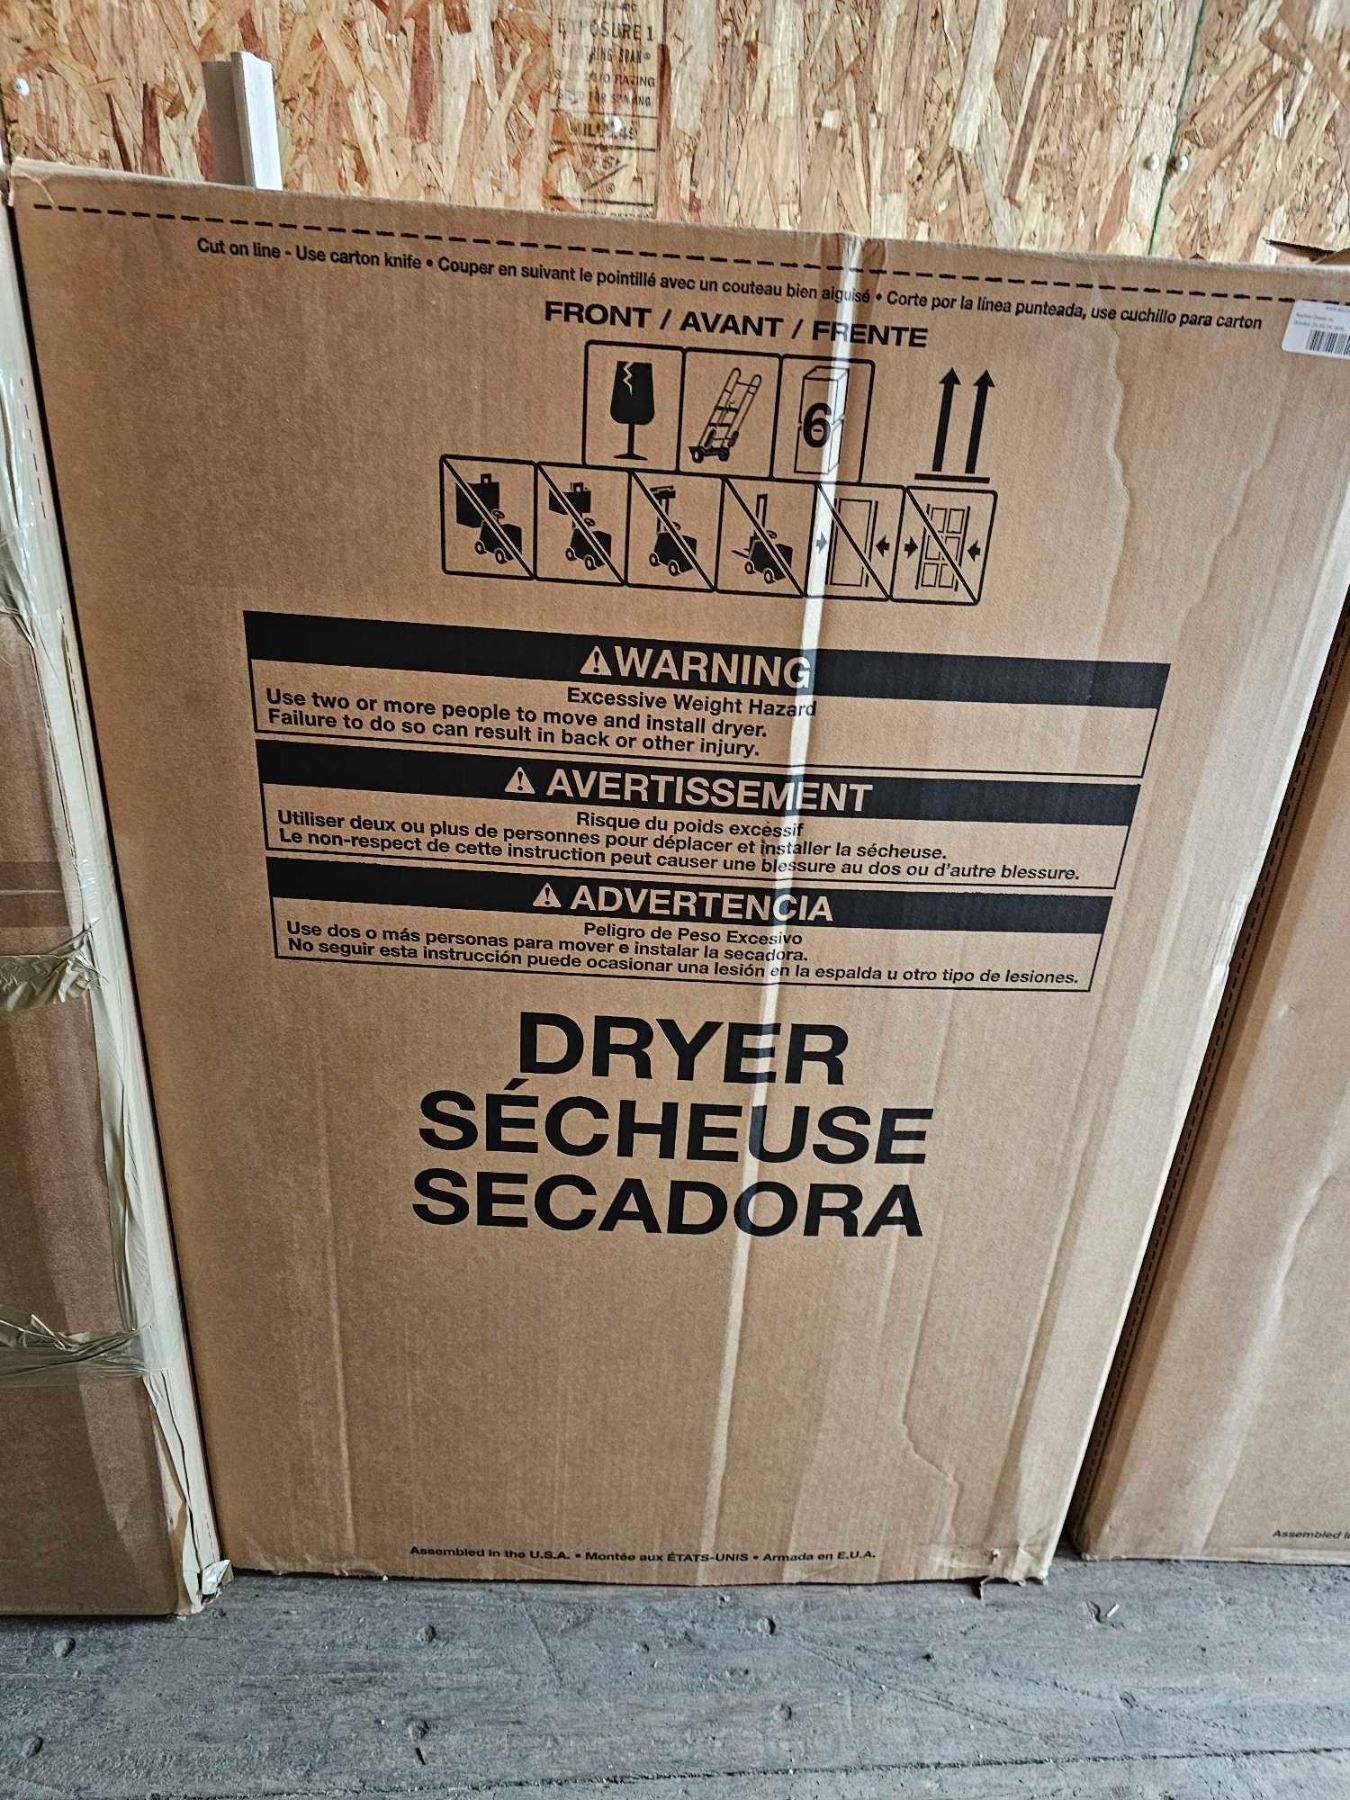 EXPOSURE 1
Cut on line - Use carton knife • Couper en suivant le pointillé avec un couteau bien aiguisé • Corte por la línea punteada, use cuchillo para carton
FRONT / AVANT / FRENTE
6
⚠WARNING
Excessive Weight Hazard
Use two or more people to move and install dryer.
Failure to do so can result in back or other injury.
⚠ AVERTISSEMENT
Risque du poids excessif
Utiliser deux ou plus de personnes pour déplacer et installer la sécheuse.
Le non-respect de cette instruction peut causer une blessure au dos ou d'autre blessure.
⚠ ADVERTENCIA
Peligro de Peso Excesivo
Use dos o más personas para mover e instalar la secadora.
No seguir esta instrucción puede ocasionar una lesión en la espalda u otro tipo de lesiones.
DRYER
SÉCHEUSE
SECADORA
Assembled in the U.S.A. • Montée aux ÉTATS-UNIS • Armada en E.U.A.
Assembled